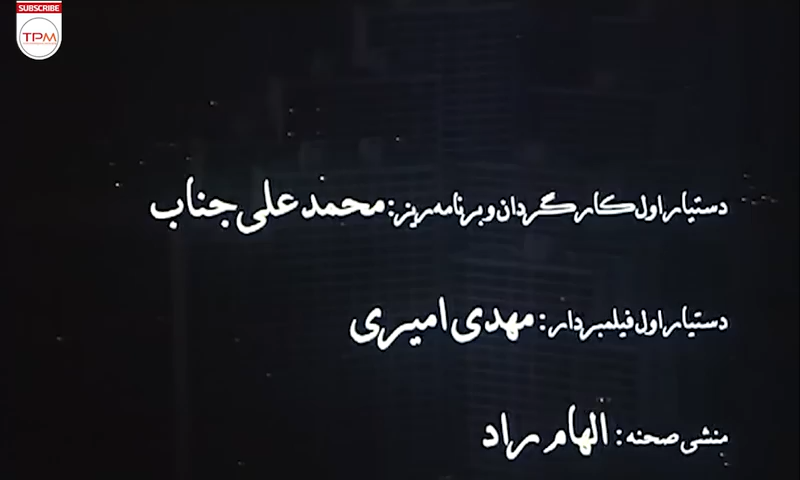 SUBSCRIBE
TPM
دستیار اول کارگردان و برنامه‌ریز: محمد علی جناب
دستیار اول فیلمبردار: مهدی امیری
منشی صحنه: الهام راد